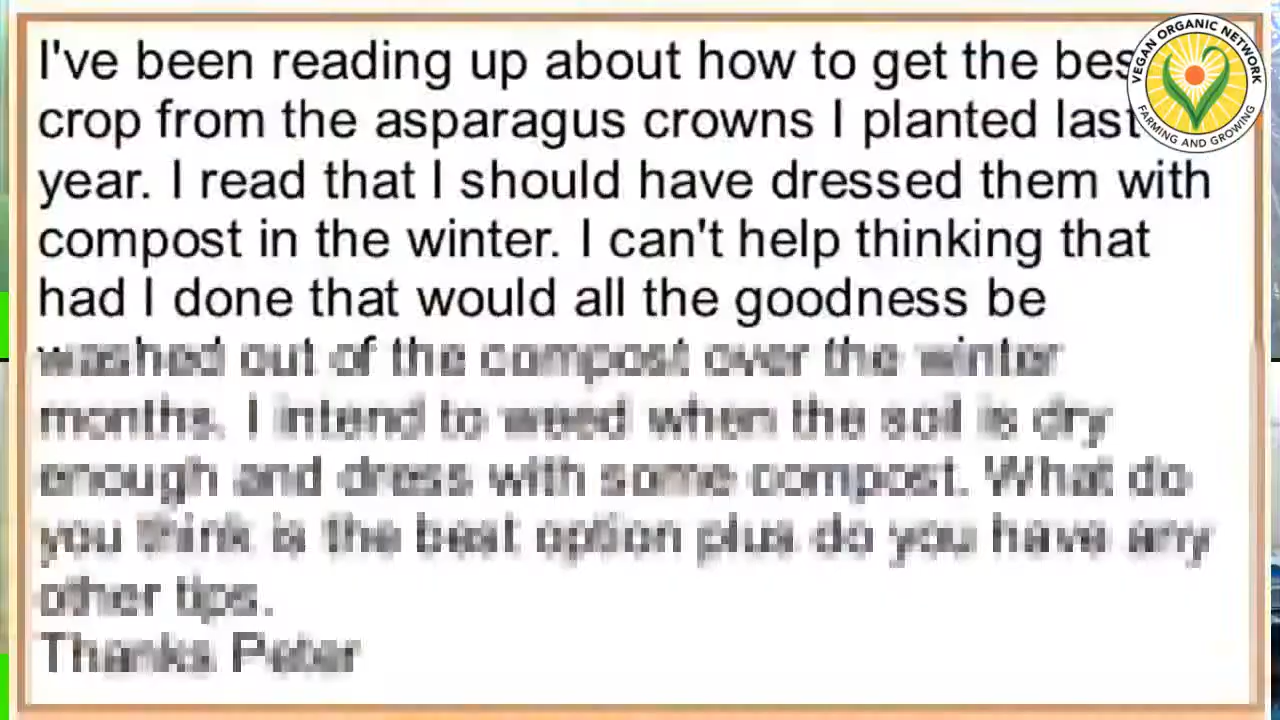 I've been reading up about how to get the bes
crop from the asparagus crowns I planted last
year. I read that I should have dressed them with
compost in the winter. I can't help thinking that
had I done that would all the goodness be
washed out of the compost over the winter
months. I intend to weed when the soil is dry
enough and dress with some compost. What do
you think is the best option plus do you have any
other tips.
Thanks Peter
VEGAN ORGANIC NETWORK
FARMING AND GROWING